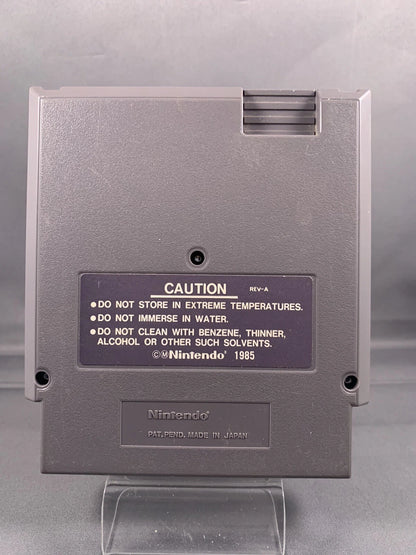 CAUTION REV-A
●DO NOT STORE IN EXTREME TEMPERATURES.
●DO NOT IMMERSE IN WATER.
●DO NOT CLEAN WITH BENZENE, THINNER,
ALCOHOL OR OTHER SUCH SOLVENTS.
©ⓂNintendo® 1985
Nintendo®
PAT. PEND. MADE IN JAPAN